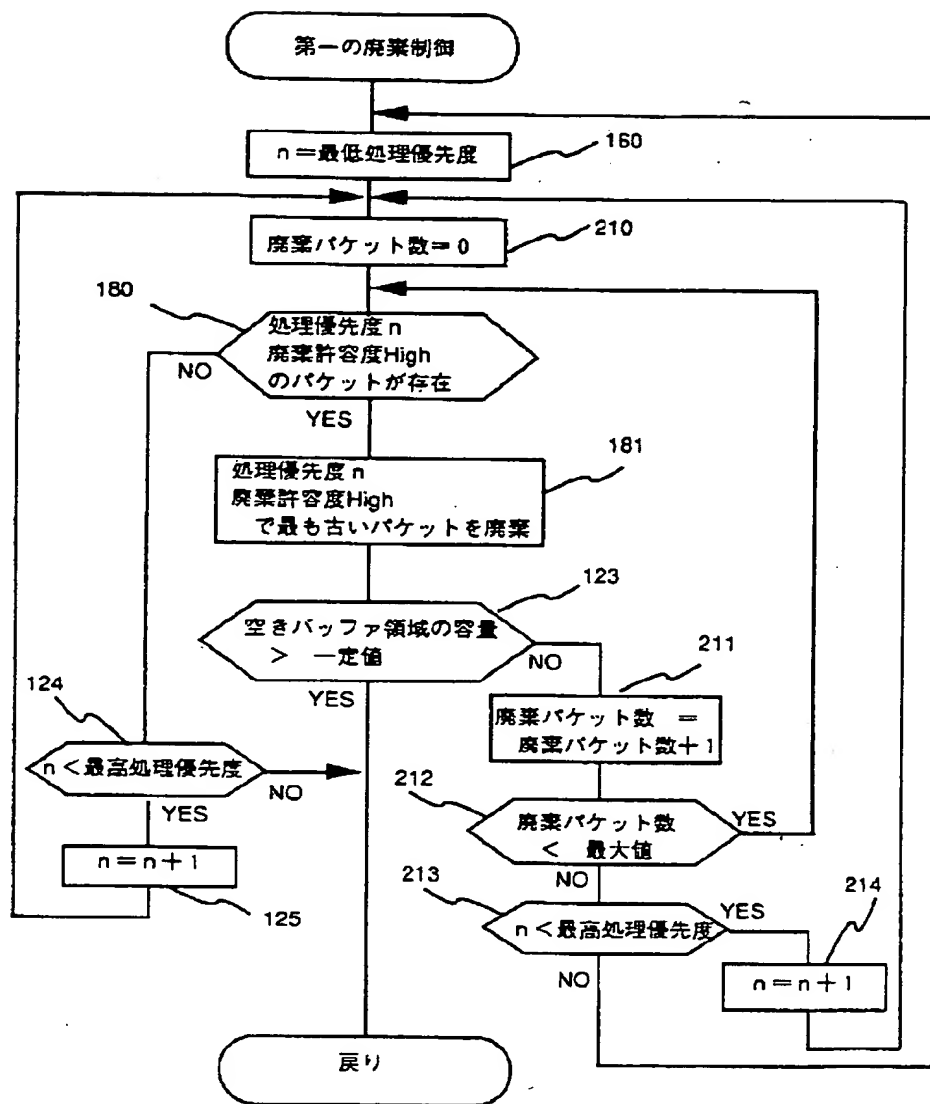 第一の廃棄制御
n＝最低処理優先度
160
廃棄パケット数＝0
210
180
処理優先度n
廃棄許容度High
のパケットが存在
NO
YES
181
処理優先度n
廃棄許容度High
で最も古いパケットを廃棄
123
空きバッファ領域の容量
＞ 一定値
NO
YES
211
廃棄パケット数 ＝
廃棄パケット数＋1
124
n＜最高処理優先度
NO
YES
212
廃棄パケット数
＜ 最大値
YES
NO
n＝n＋1
125
213
n＜最高処理優先度
YES
NO
214
n＝n＋1
戻り